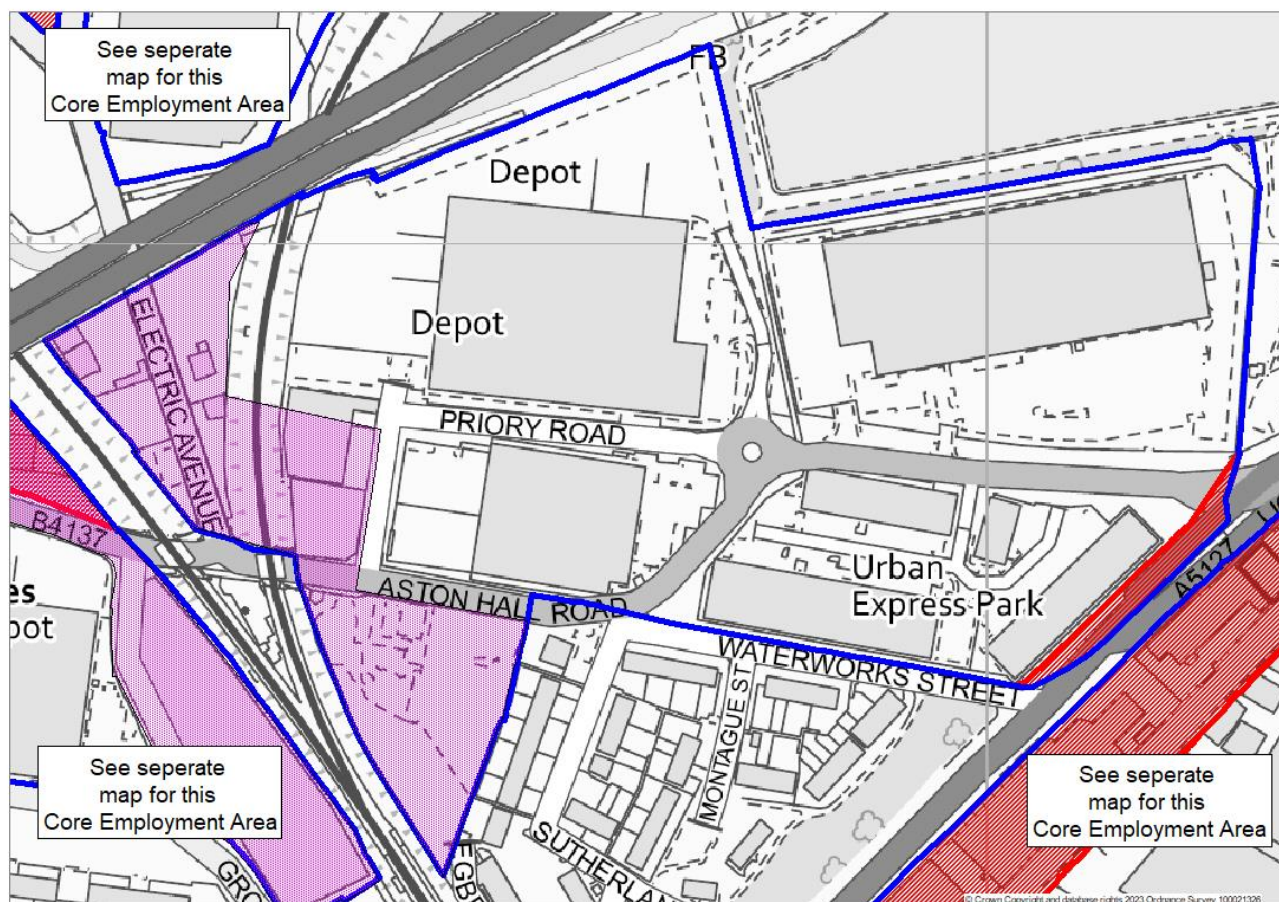 See seperate
map for this
Core Employment Area
FB
Depot
Depot
ELECTRIC AVENUE
PRIORY ROAD
B4137
ASTON HALL ROAD
Urban
Express Park
A5127
WATERWORKS STREET
MONTAGUE ST
See seperate
map for this
Core Employment Area
See seperate
map for this
Core Employment Area
SUTHERLAN
GRO
© Crown Copyright and database rights 2023 Ordnance Survey 100021326